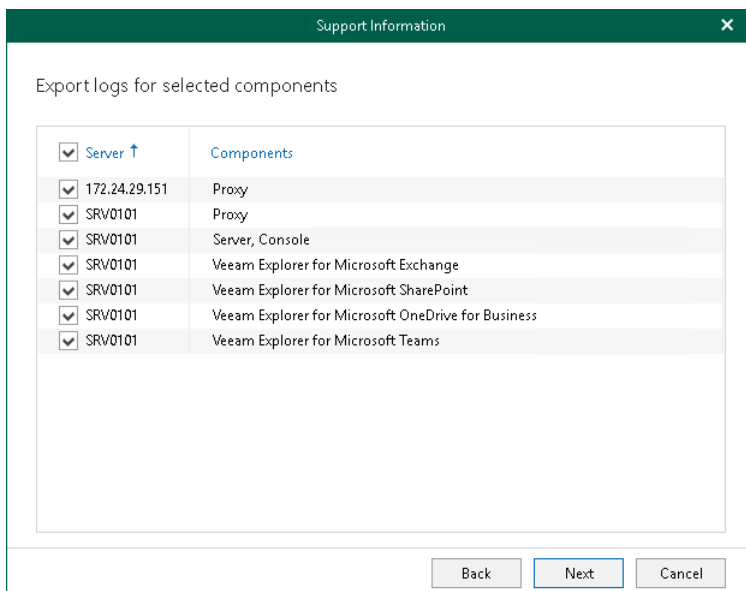 Support Information
Export logs for selected components
Server Components
172.24.29.151 Proxy
SRV0101 Proxy
SRV0101 Server, Console
SRV0101 Veeam Explorer for Microsoft Exchange
SRV0101 Veeam Explorer for Microsoft SharePoint
SRV0101 Veeam Explorer for Microsoft OneDrive for Business
SRV0101 Veeam Explorer for Microsoft Teams
Back Next Cancel